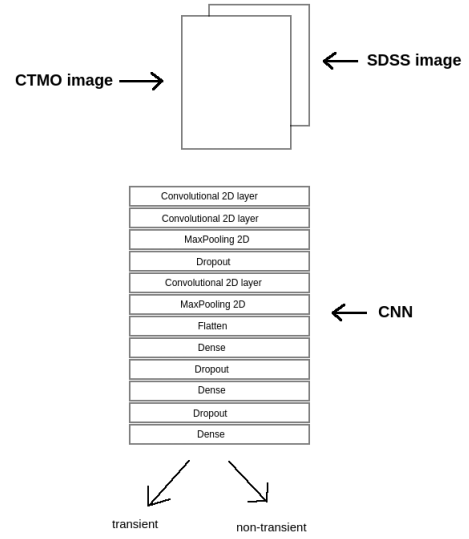 SDSS image
CTMO image
Convolutional 2D layer
Convolutional 2D layer
MaxPooling 2D
Dropout
Convolutional 2D layer
MaxPooling 2D
CNN
Flatten
Dense
Dropout
Dense
Dropout
Dense
transient
non-transient